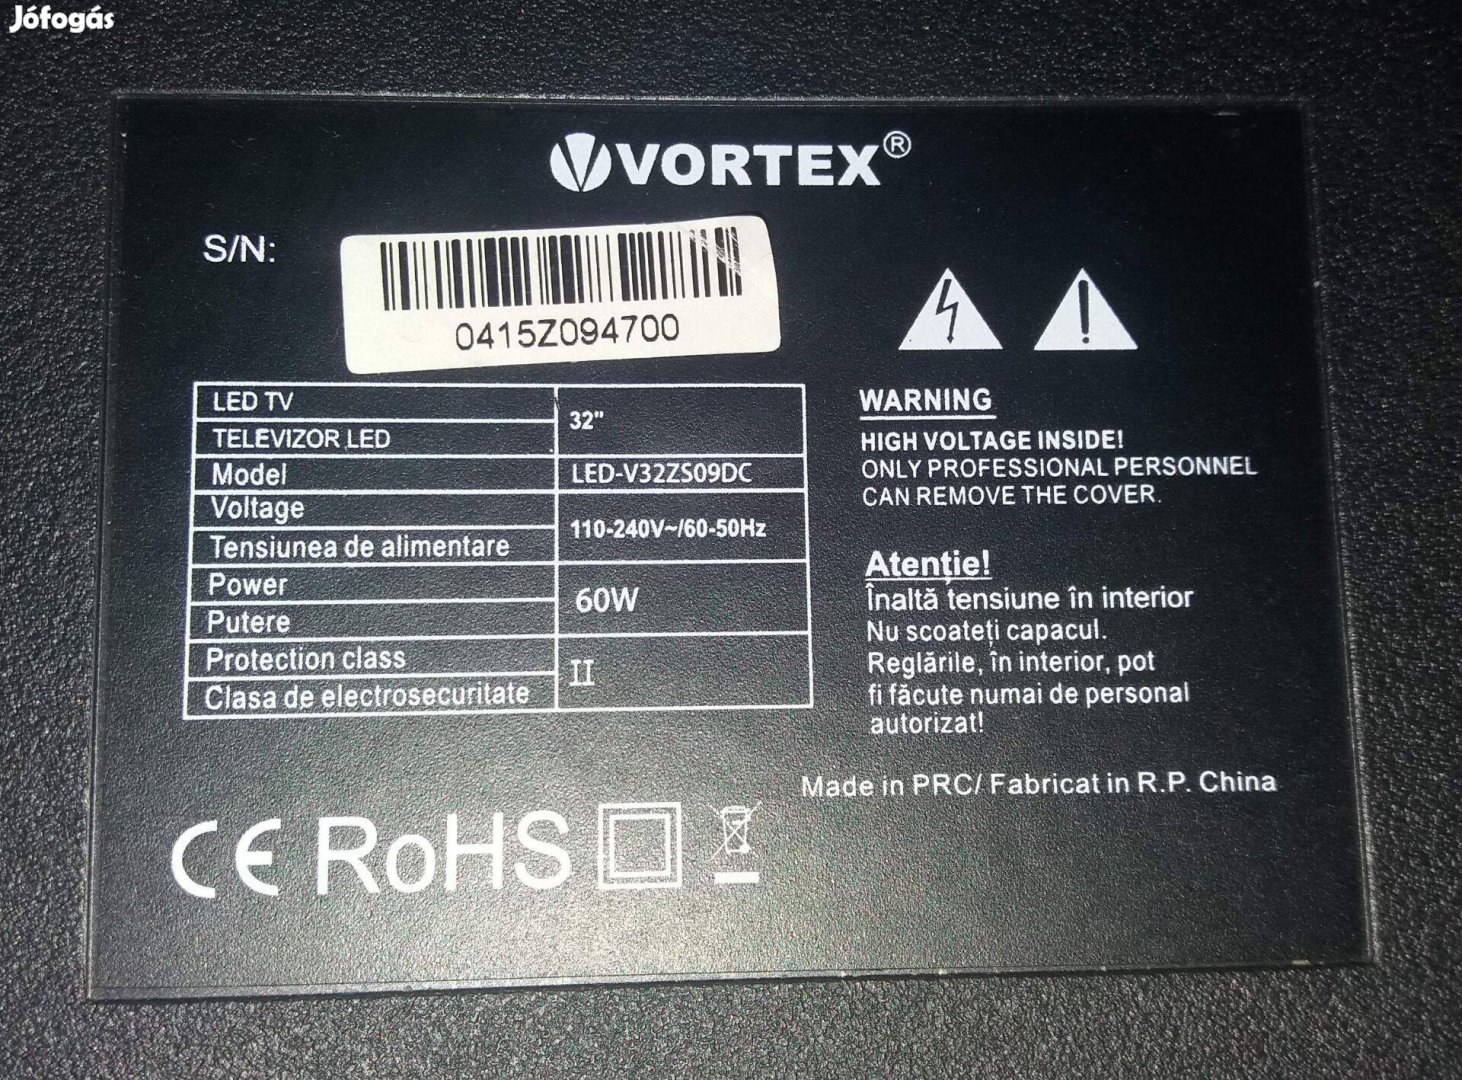 Jófogás
VORTEX®
S/N:
0415Z094700
LED TV
TELEVIZOR LED
32"
Model
LED-V32ZS09DC
Voltage
Tensiunea de alimentare
110-240V~/60-50Hz
Power
Putere
60W
Protection class
Clasa de electrosecuritate
II
WARNING
HIGH VOLTAGE INSIDE!
ONLY PROFESSIONAL PERSONNEL
CAN REMOVE THE COVER.
Atenţie!
Înaltă tensiune în interior
Nu scoateţi capacul.
Reglările, în interior, pot
fi făcute numai de personal
autorizat!
Made in PRC/ Fabricat in R.P. China
CE RoHS